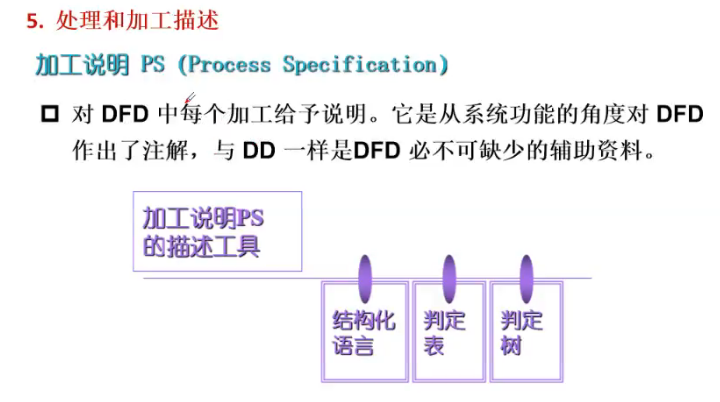 5. 处理和加工描述
加工说明 PS (Process Specification)
对 DFD 中每个加工给予说明。它是从系统功能的角度对 DFD
作出了注解，与 DD 一样是DFD 必不可缺少的辅助资料。
加工说明PS
的描述工具
结构化
语言
判定
表
判定
树